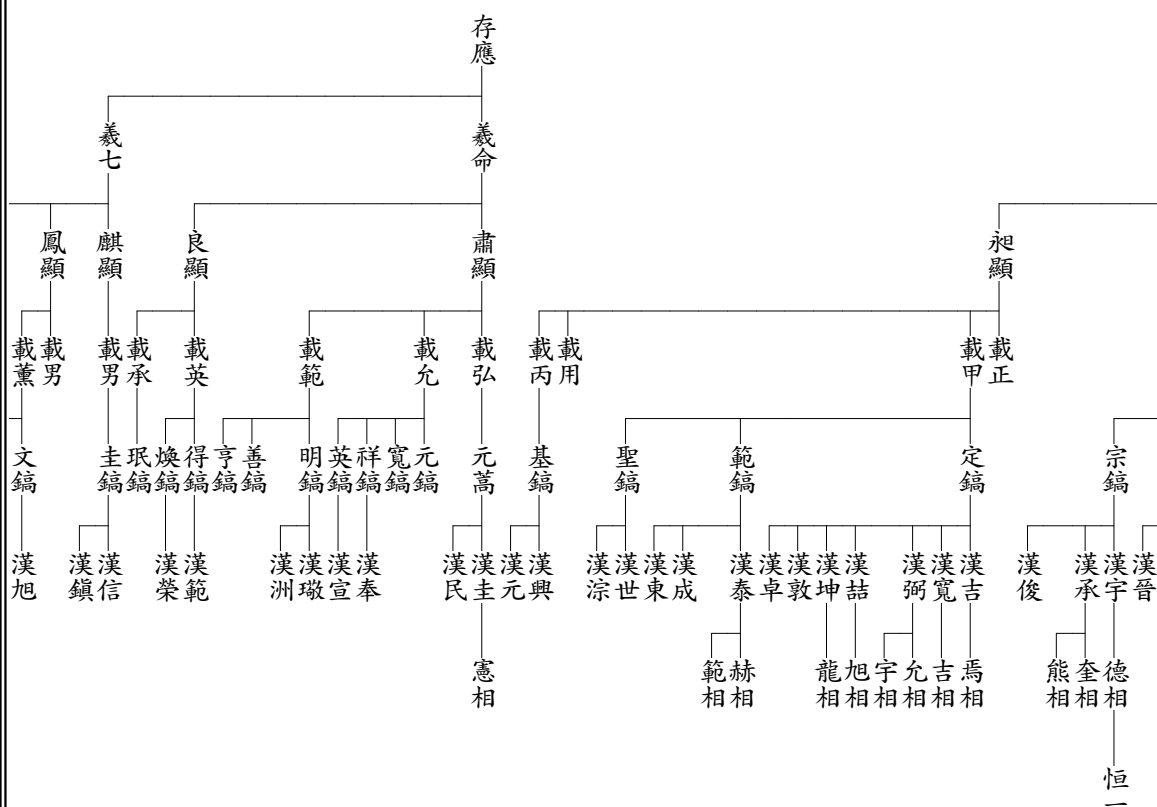 存應
羲命
羲七
昶顯
肅顯
良顯
麒顯
鳳顯
載正
載甲
載用
載丙
載弘
載允
載範
載英
載承
載男
載男
載薰
宗鎬
定鎬
範鎬
聖鎬
基鎬
元蒿
元鎬
寬鎬
祥鎬
英鎬
明鎬
善鎬
亨鎬
得鎬
煥鎬
珉鎬
圭鎬
文鎬
漢晉
漢宇
漢承
漢俊
漢吉
漢寬
漢弼
漢詰
漢坤
漢敦
漢卓
漢泰
漢成
漢東
漢世
漢淙
漢興
漢元
漢圭
漢民
漢奉
漢宣
漢璥
漢洲
漢範
漢榮
漢信
漢鎭
漢旭
德相
奎相
熊相
焉相
吉相
允相
宇相
旭相
龍相
赫相
範相
憲相
恒